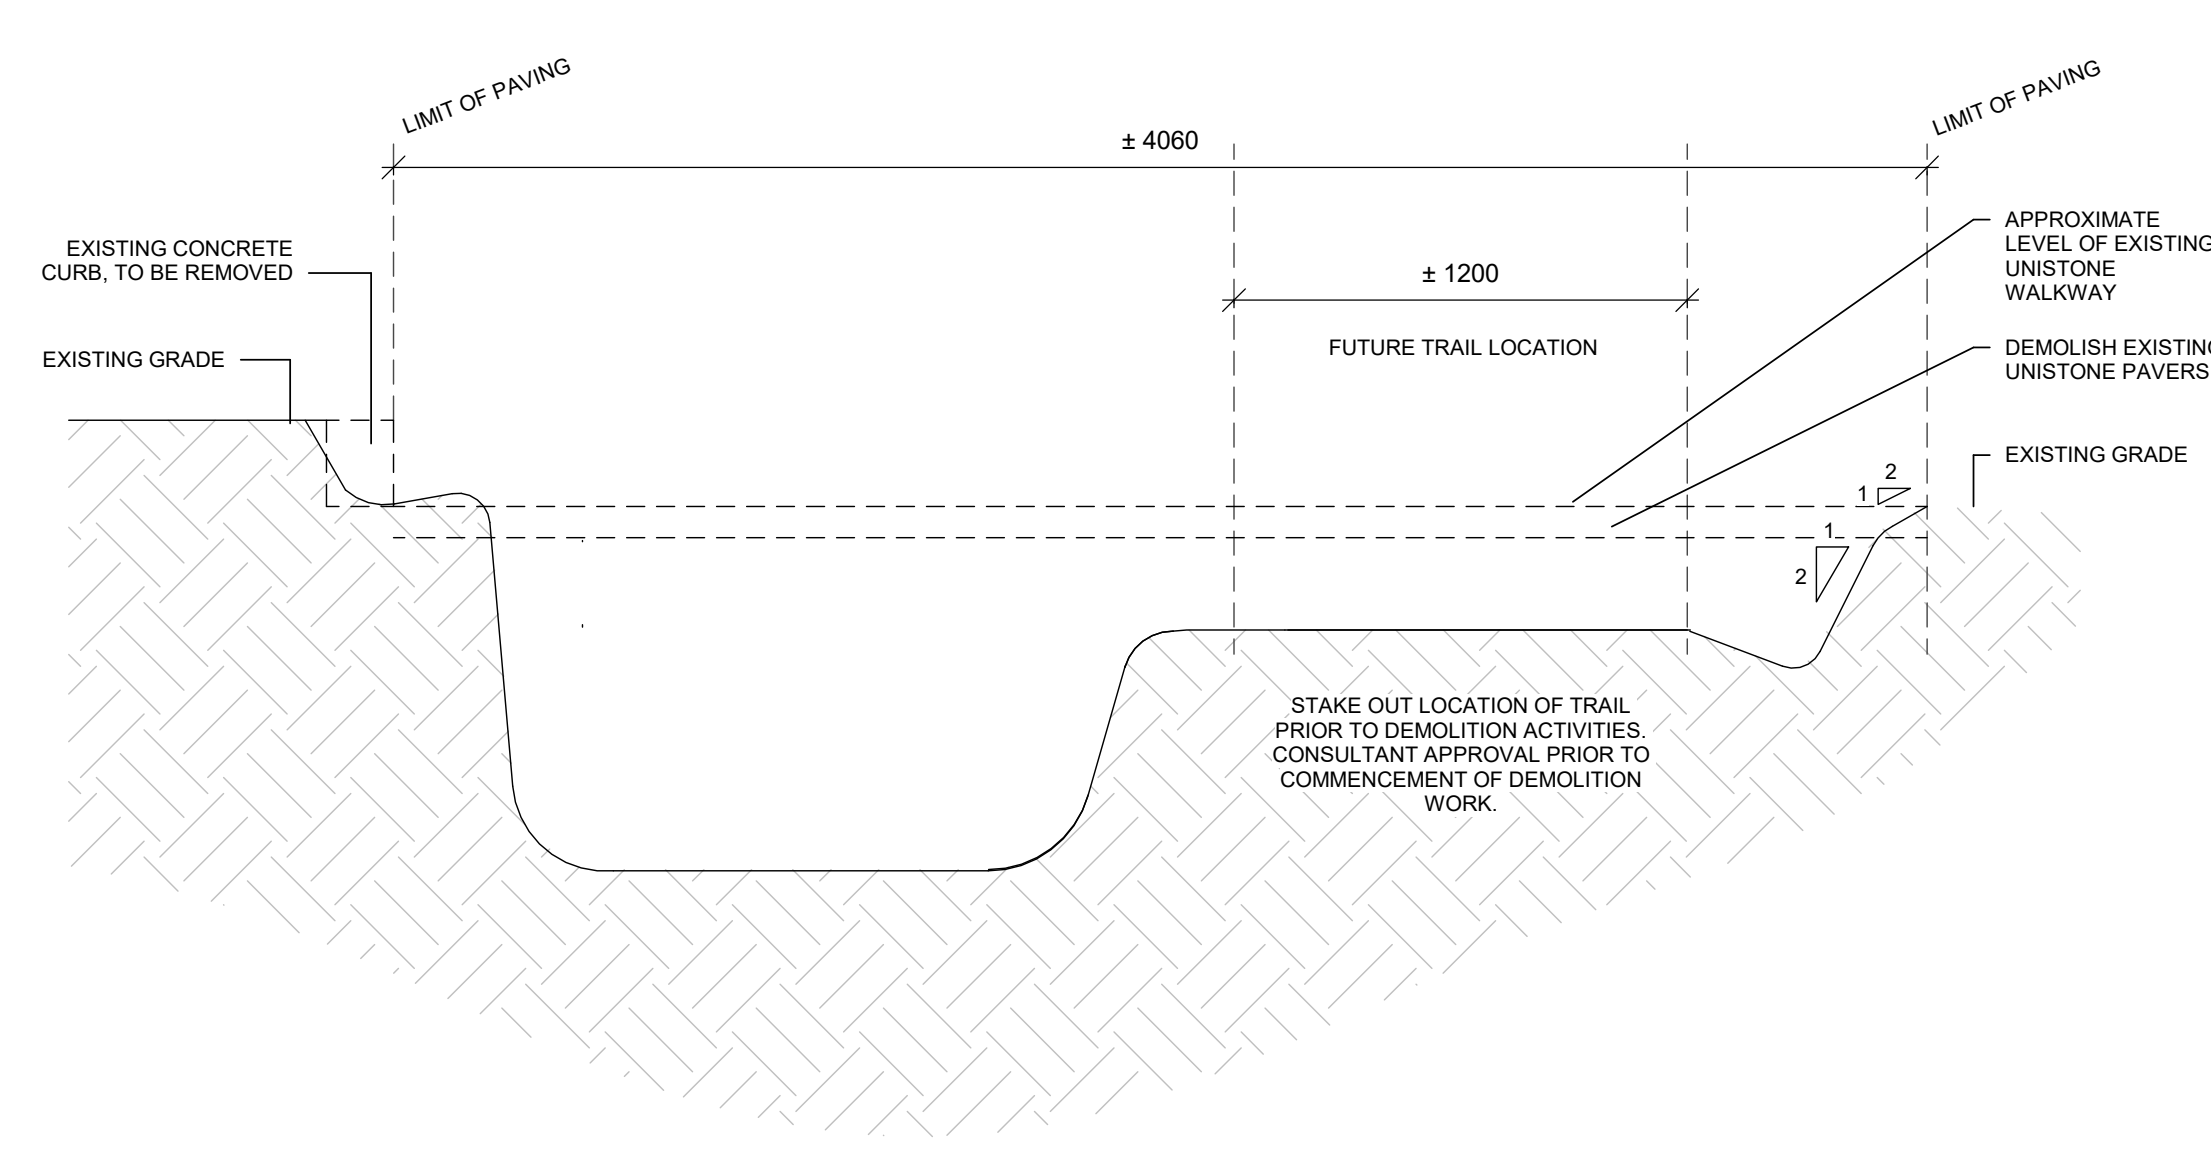 LIMIT OF PAVING
LIMIT OF PAVING
± 4060
EXISTING CONCRETE
CURB, TO BE REMOVED
EXISTING GRADE
± 1200
FUTURE TRAIL LOCATION
APPROXIMATE
LEVEL OF EXISTING
UNISTONE
WALKWAY
DEMOLISH EXISTING
UNISTONE PAVERS
EXISTING GRADE
2
1
1
2
STAKE OUT LOCATION OF TRAIL
PRIOR TO DEMOLITION ACTIVITIES.
CONSULTANT APPROVAL PRIOR TO
COMMENCEMENT OF DEMOLITION
WORK.